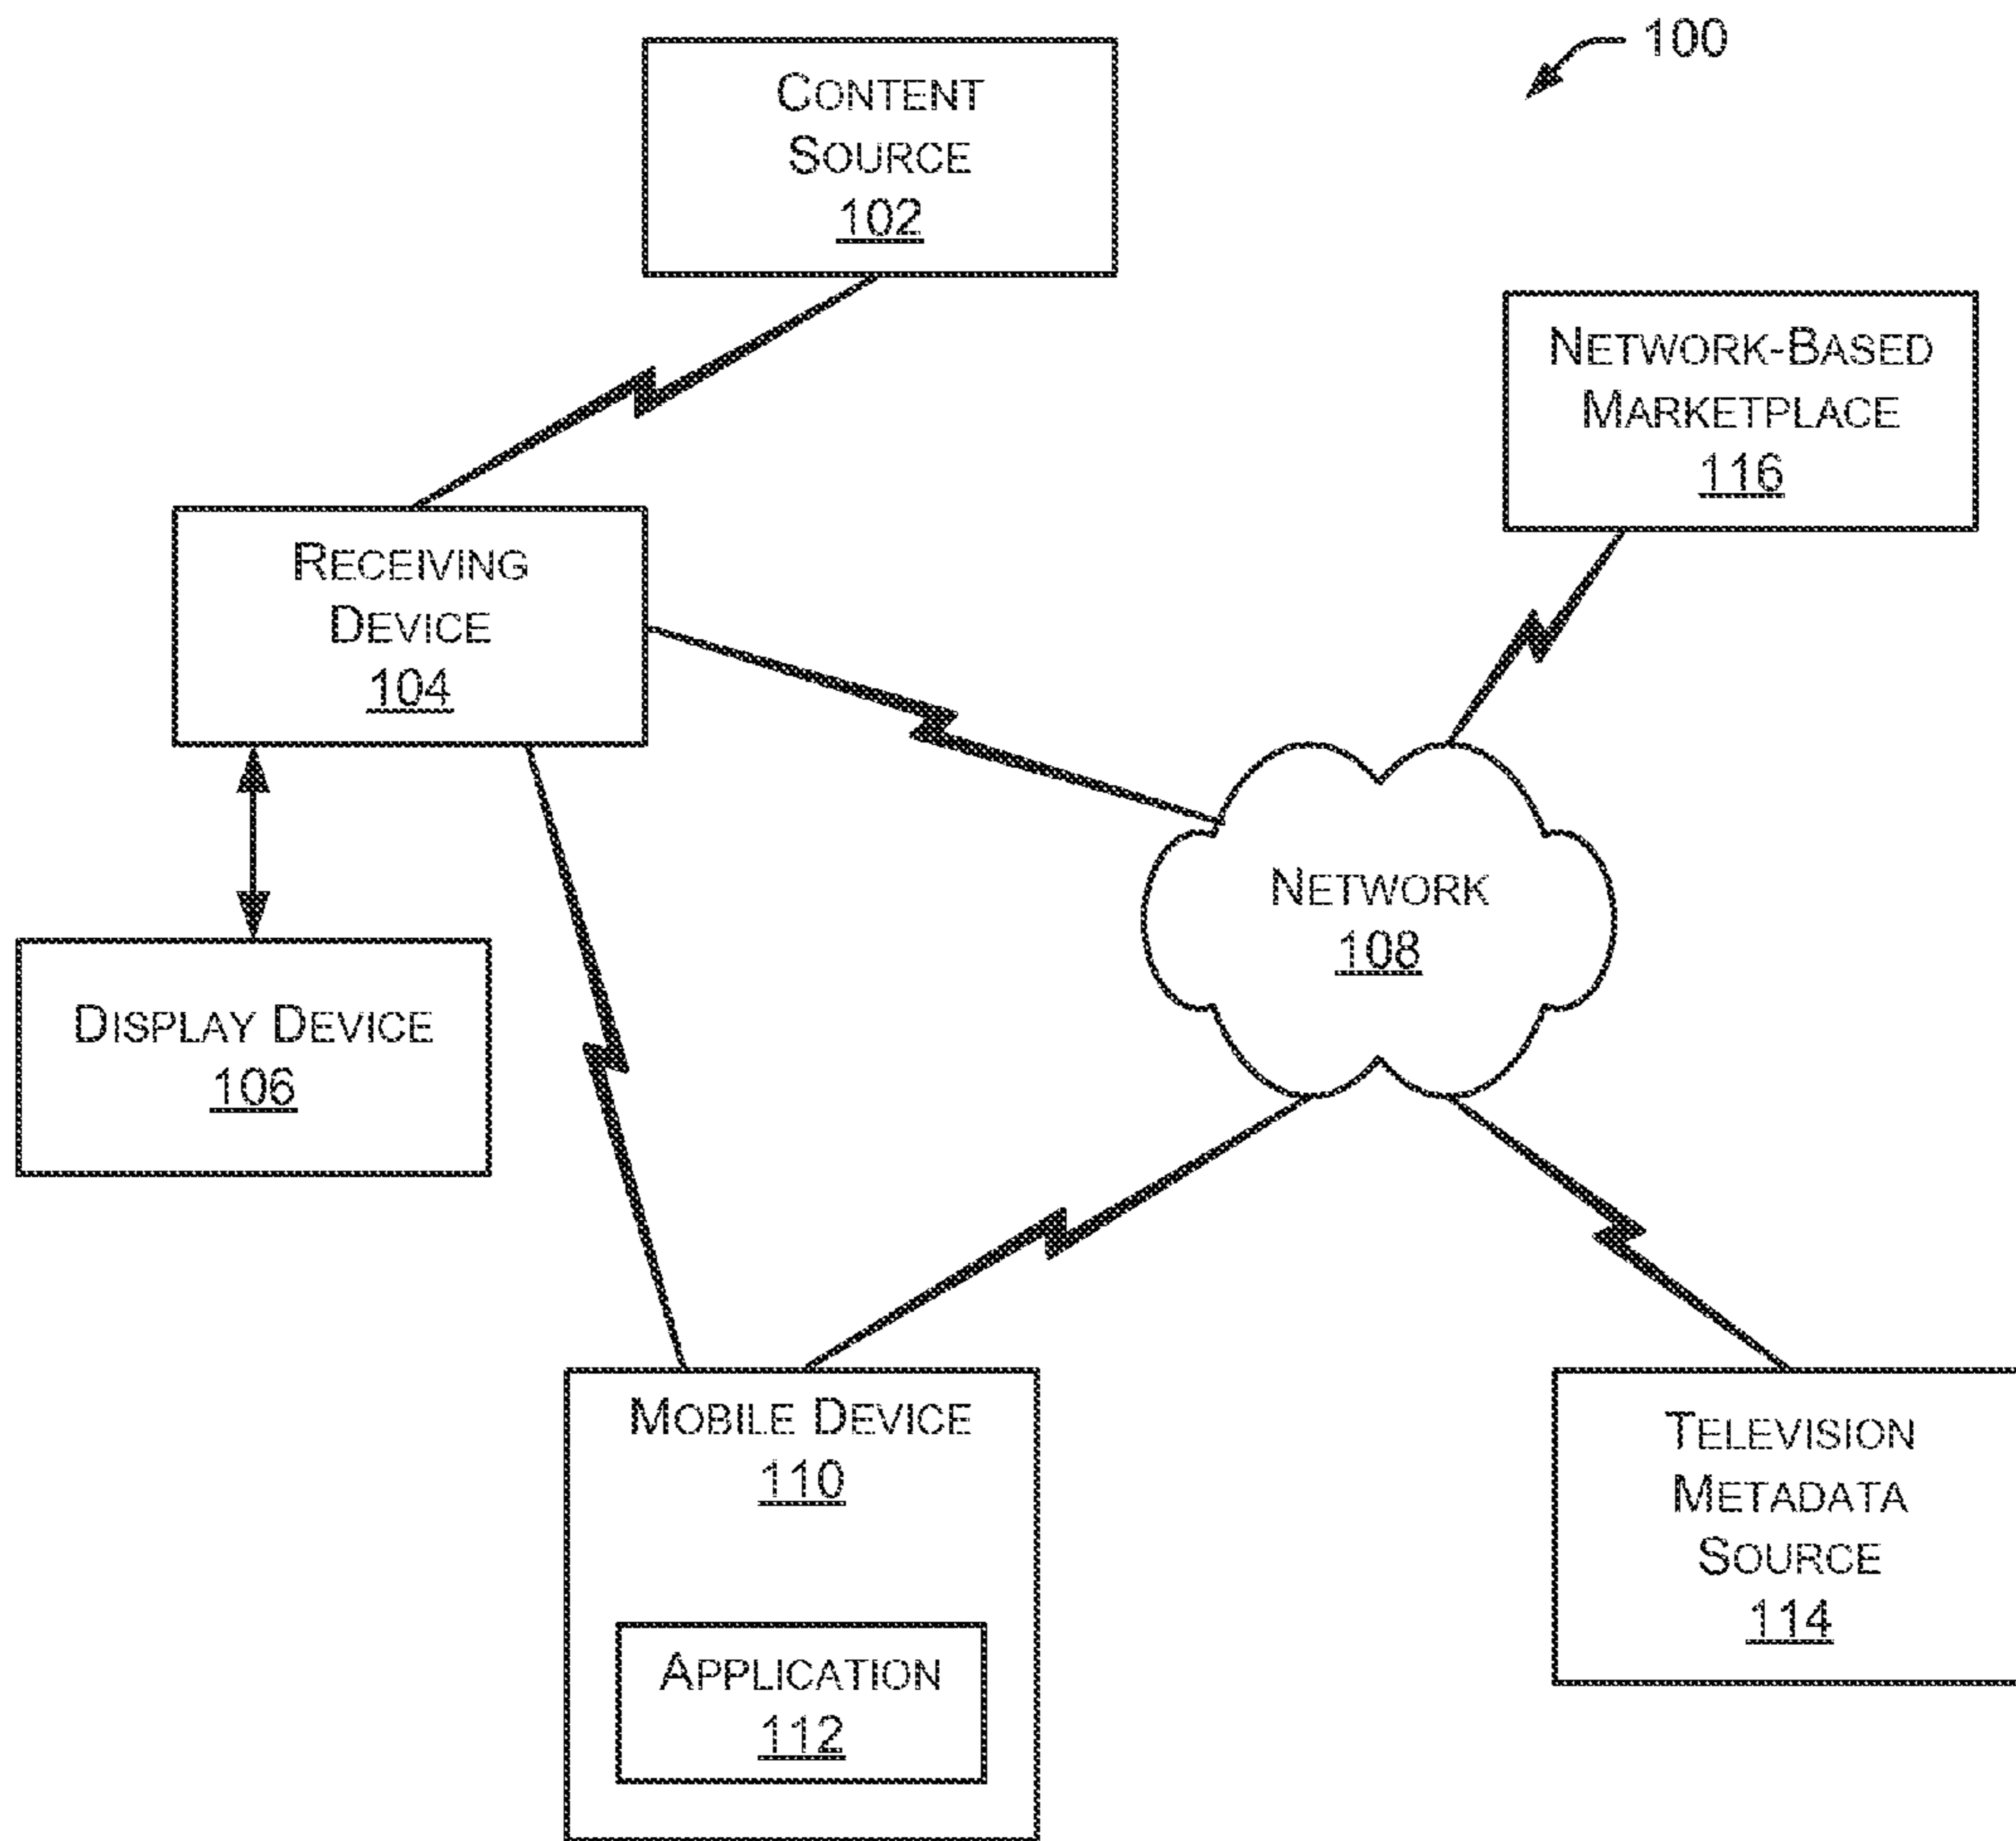 100
CONTENT
SOURCE
102
NETWORK-BASED
MARKETPLACE
116
RECEIVING
DEVICE
104
NETWORK
108
DISPLAY DEVICE
106
MOBILE DEVICE
110
APPLICATION
112
TELEVISION
METADATA
SOURCE
114